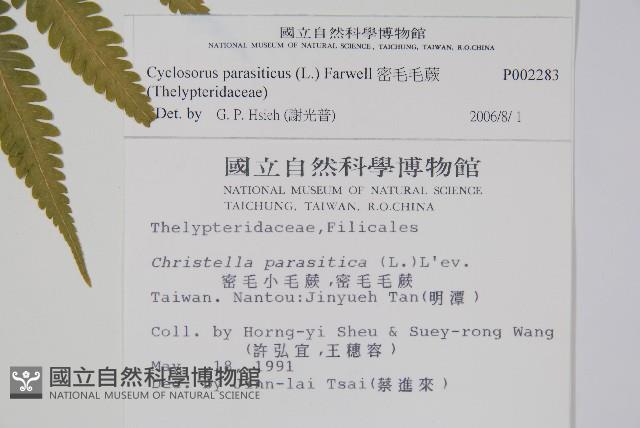 國立自然科學博物館
NATIONAL MUSEUM OF NATURAL SCIENCE, TAICHUNG, TAIWAN, R.O.CHINA
Cyclosorus parasiticus (L.) Farwell 密毛毛蕨 P002283
(Thelypteridaceae)
Det. by G. P. Hsieh (謝光普) 2006/8/1
國立自然科學博物館
NATIONAL MUSEUM OF NATURAL SCIENCE
TAICHUNG, TAIWAN, R.O.CHINA
Thelypteridaceae,Filicales
Christella parasitica (L.)L'ev.
密毛小毛蕨,密毛毛蕨
Taiwan. Nantou:Jinyueh Tan(明潭)
Coll. by Horng-yi Sheu & Suey-rong Wang
(許弘宜,王穗容)
May 18 1991
by Jenn-lai Tsai(蔡進來)
國立自然科學博物館
NATIONAL MUSEUM OF NATURAL SCIENCE